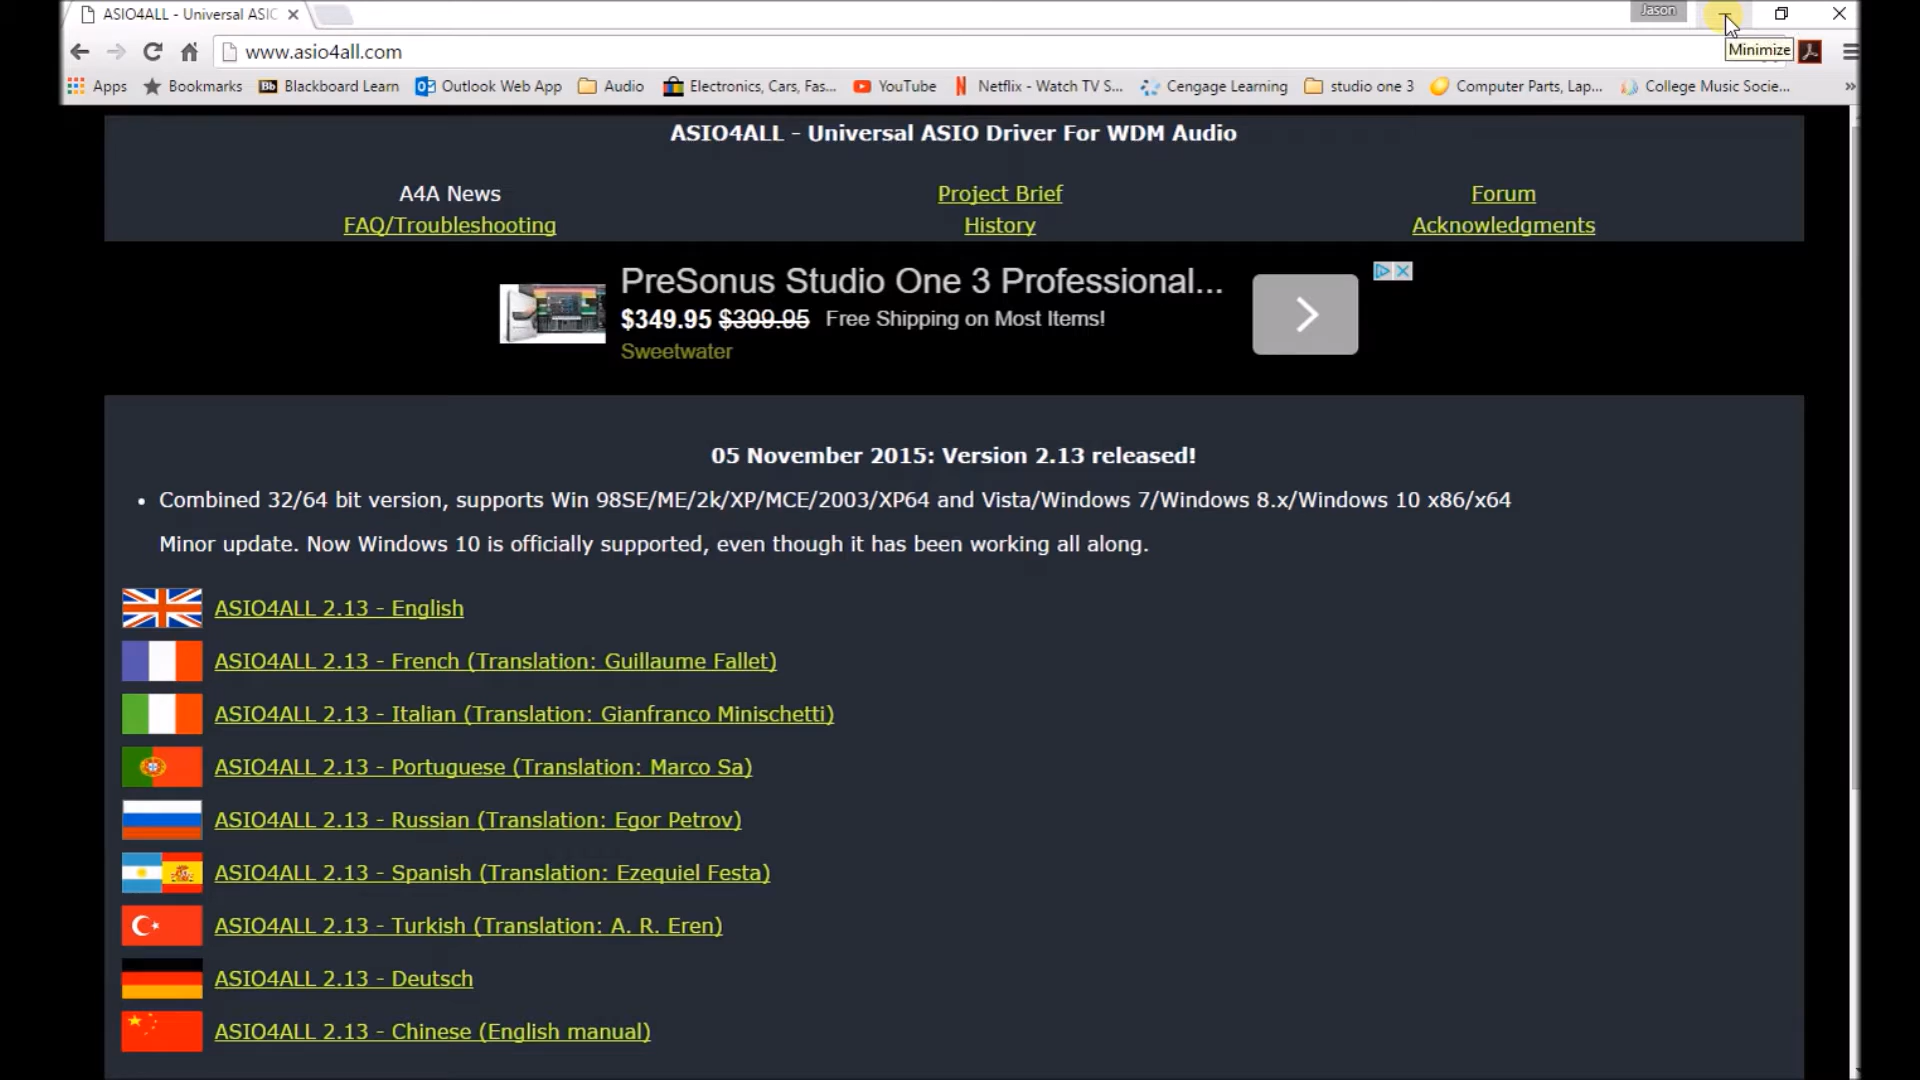 ASIO4ALL - Universal ASIO
Jason
www.asio4all.com
Minimize
Apps Bookmarks Bb Blackboard Learn Outlook Web App Audio Electronics, Cars, Fas... YouTube Netflix - Watch TV S... Cengage Learning studio one 3 Computer Parts, Lap... College Music Socie... »
ASIO4ALL - Universal ASIO Driver For WDM Audio
A4A News Project Brief Forum
FAQ/Troubleshooting History Acknowledgments
PreSonus Studio One 3 Professional...
$349.95 $399.95 Free Shipping on Most Items!
Sweetwater
05 November 2015: Version 2.13 released!
• Combined 32/64 bit version, supports Win 98SE/ME/2k/XP/MCE/2003/XP64 and Vista/Windows 7/Windows 8.x/Windows 10 x86/x64
Minor update. Now Windows 10 is officially supported, even though it has been working all along.
ASIO4ALL 2.13 - English
ASIO4ALL 2.13 - French (Translation: Guillaume Fallet)
ASIO4ALL 2.13 - Italian (Translation: Gianfranco Minischetti)
ASIO4ALL 2.13 - Portuguese (Translation: Marco Sa)
ASIO4ALL 2.13 - Russian (Translation: Egor Petrov)
ASIO4ALL 2.13 - Spanish (Translation: Ezequiel Festa)
ASIO4ALL 2.13 - Turkish (Translation: A. R. Eren)
ASIO4ALL 2.13 - Deutsch
ASIO4ALL 2.13 - Chinese (English manual)